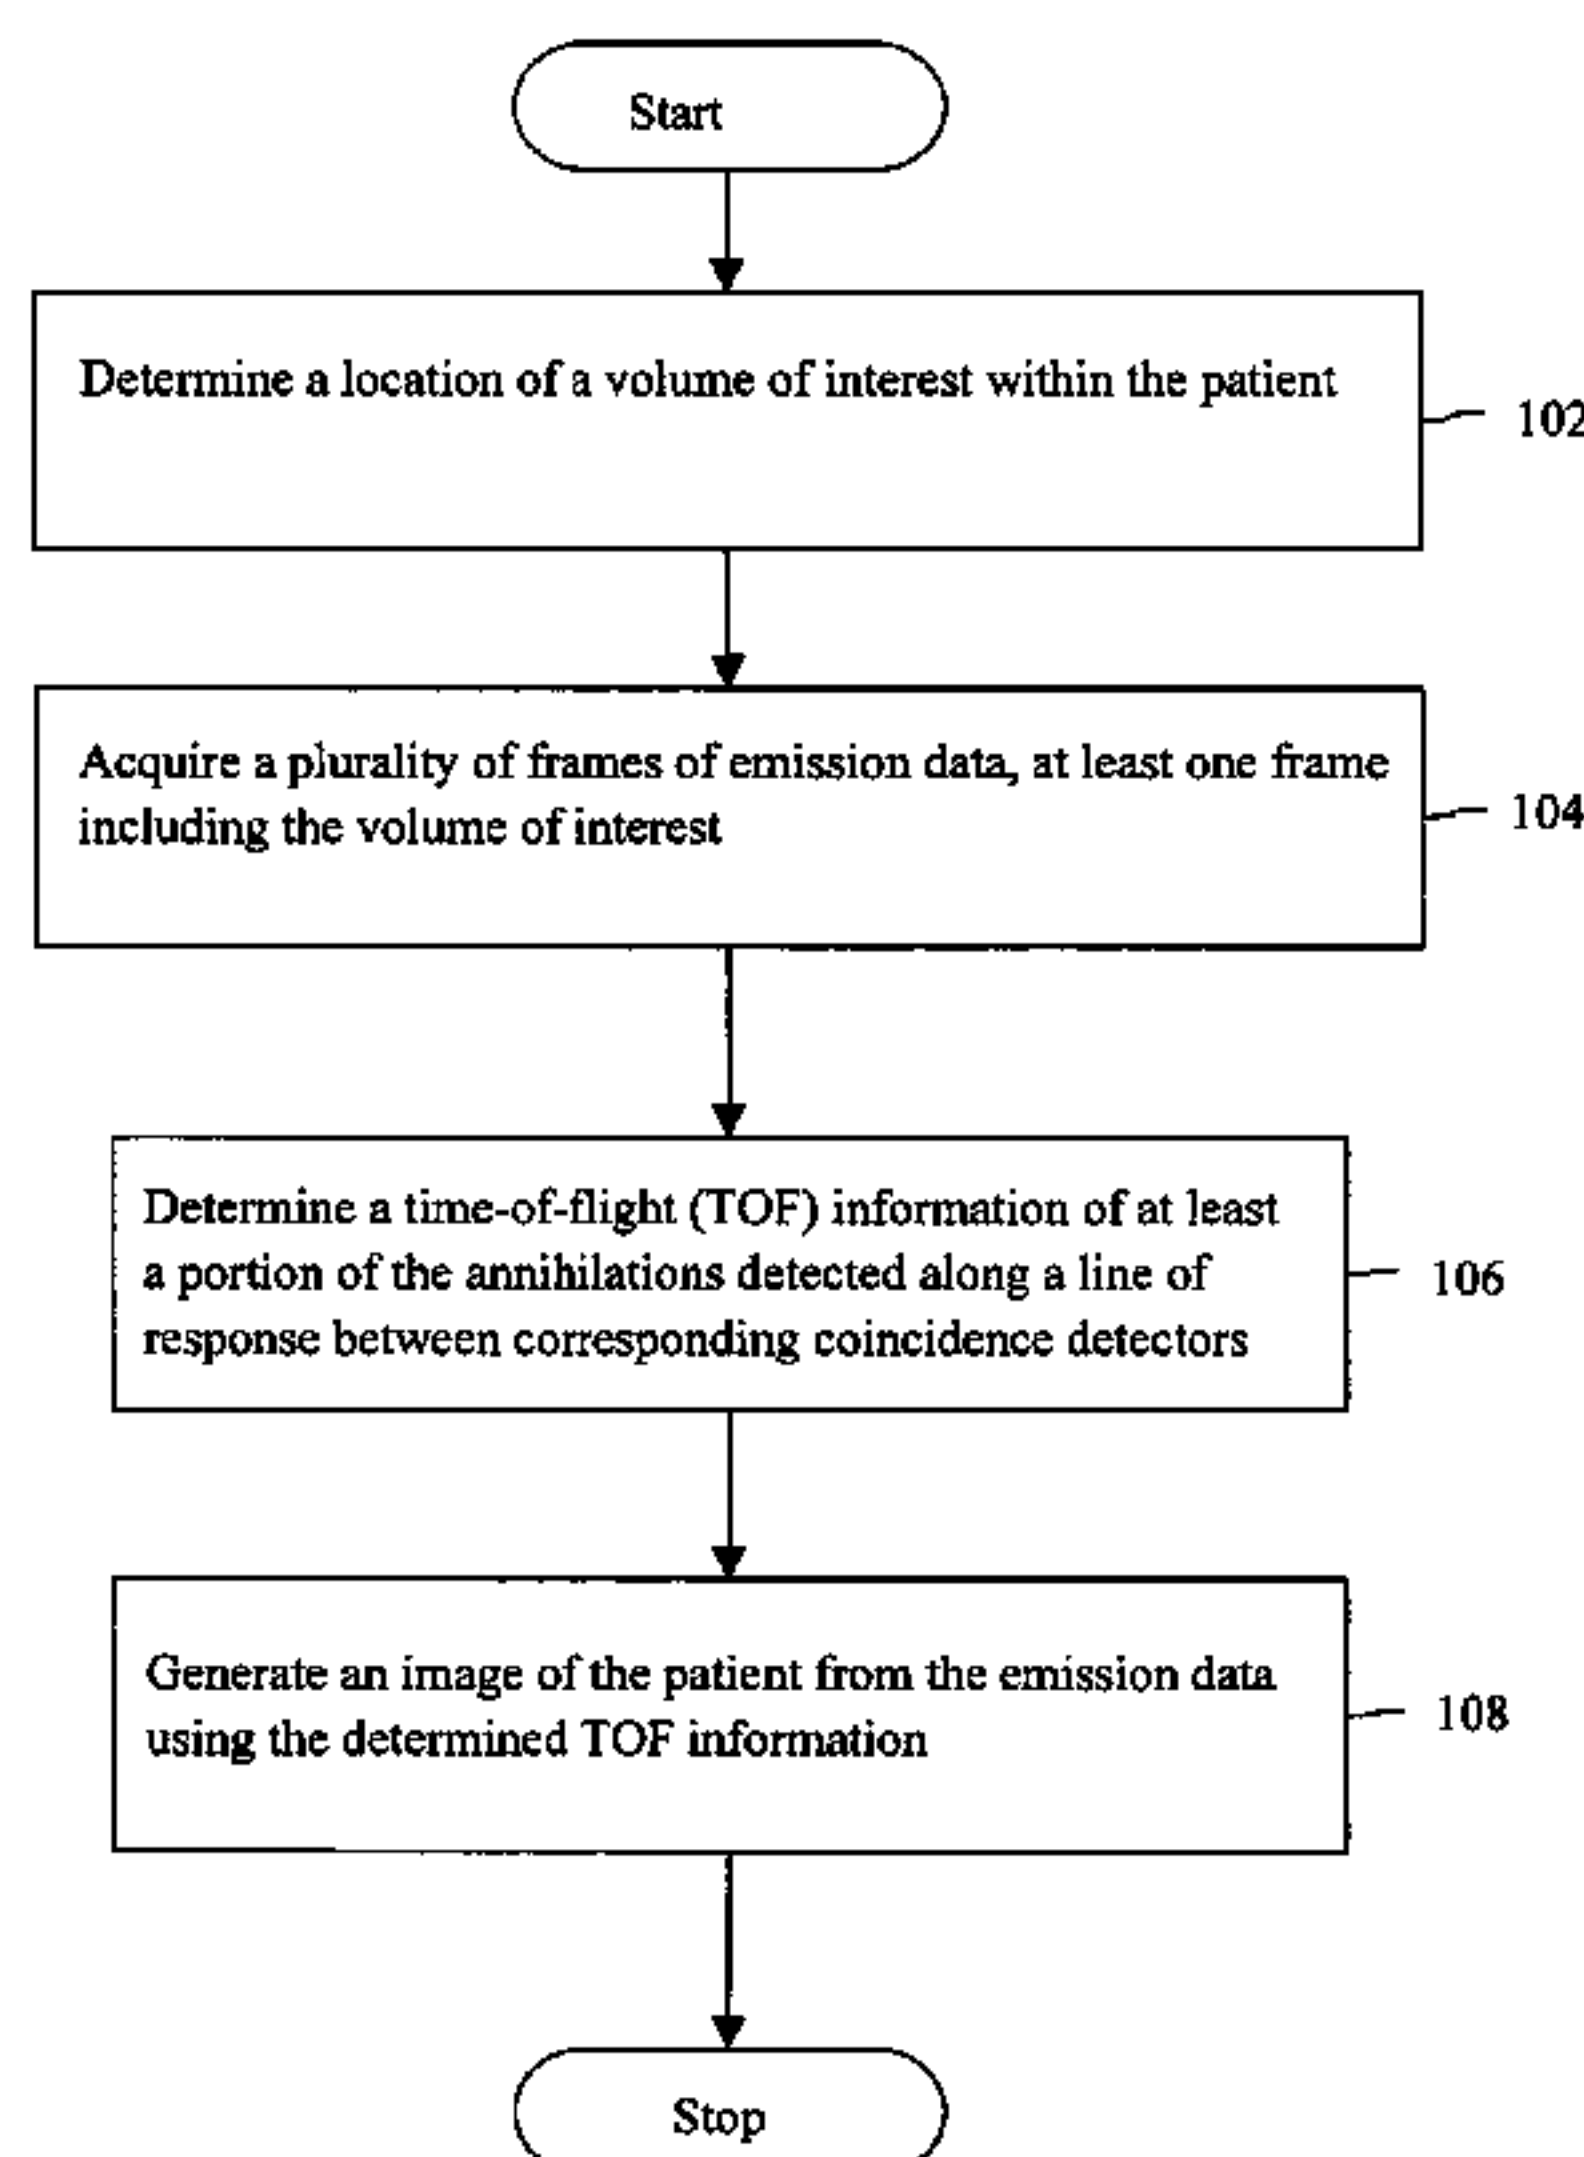 Start
Determine a location of a volume of interest within the patient
102
Acquire a plurality of frames of emission data, at least one frame
including the volume of interest
104
Determine a time-of-flight (TOF) information of at least
a portion of the annihilations detected along a line of
response between corresponding coincidence detectors
106
Generate an image of the patient from the emission data
using the determined TOF information
108
Stop